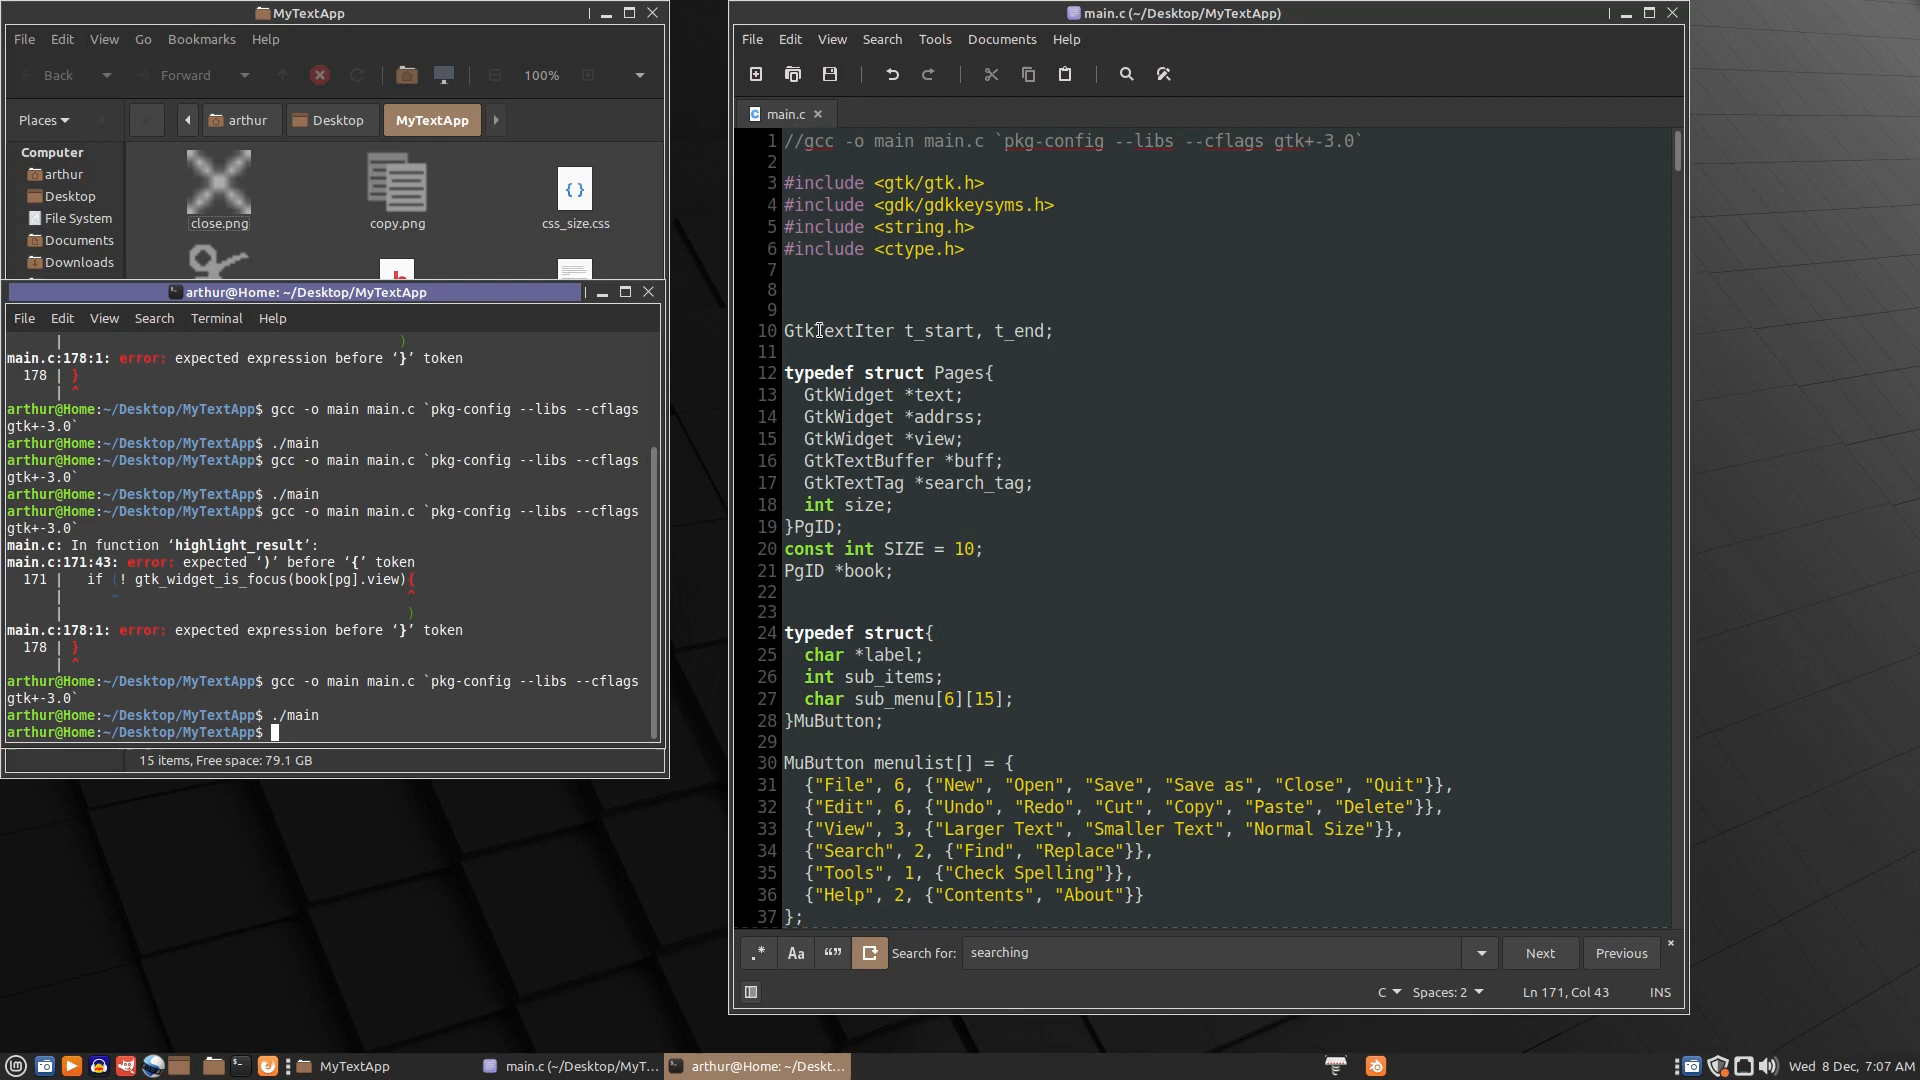 MyTextApp
File Edit View Go Bookmarks Help
Back Forward 100%
Places arthur Desktop MyTextApp
Computer
arthur
Desktop
File System
Documents
Downloads
close.png copy.png css_size.css
arthur@Home: ~/Desktop/MyTextApp
File Edit View Search Terminal Help
| )
main.c:178:1: error: expected expression before ‘}’ token
178 | }
| ^
arthur@Home:~/Desktop/MyTextApp$ gcc -o main main.c `pkg-config --libs --cflags
gtk+-3.0`
arthur@Home:~/Desktop/MyTextApp$ ./main
arthur@Home:~/Desktop/MyTextApp$ gcc -o main main.c `pkg-config --libs --cflags
gtk+-3.0`
arthur@Home:~/Desktop/MyTextApp$ ./main
arthur@Home:~/Desktop/MyTextApp$ gcc -o main main.c `pkg-config --libs --cflags
gtk+-3.0`
main.c: In function ‘highlight_result’:
main.c:171:43: error: expected ‘)’ before ‘{’ token
171 | if (! gtk_widget_is_focus(book[pg].view){
| ~ ^
| )
main.c:178:1: error: expected expression before ‘}’ token
178 | }
| ^
arthur@Home:~/Desktop/MyTextApp$ gcc -o main main.c `pkg-config --libs --cflags
gtk+-3.0`
arthur@Home:~/Desktop/MyTextApp$ ./main
arthur@Home:~/Desktop/MyTextApp$
15 items, Free space: 79.1 GB
main.c (~/Desktop/MyTextApp)
File Edit View Search Tools Documents Help
main.c
1 //gcc -o main main.c `pkg-config --libs --cflags gtk+-3.0`
2
3 #include <gtk/gtk.h>
4 #include <gdk/gdkkeysyms.h>
5 #include <string.h>
6 #include <ctype.h>
7
8
9
10 GtkTextIter t_start, t_end;
11
12 typedef struct Pages{
13 GtkWidget *text;
14 GtkWidget *addrss;
15 GtkWidget *view;
16 GtkTextBuffer *buff;
17 GtkTextTag *search_tag;
18 int size;
19 }PgID;
20 const int SIZE = 10;
21 PgID *book;
22
23
24 typedef struct{
25 char *label;
26 int sub_items;
27 char sub_menu[6][15];
28 }MuButton;
29
30 MuButton menulist[] = {
31 {"File", 6, {"New", "Open", "Save", "Save as", "Close", "Quit"}},
32 {"Edit", 6, {"Undo", "Redo", "Cut", "Copy", "Paste", "Delete"}},
33 {"View", 3, {"Larger Text", "Smaller Text", "Normal Size"}},
34 {"Search", 2, {"Find", "Replace"}},
35 {"Tools", 1, {"Check Spelling"}},
36 {"Help", 2, {"Contents", "About"}}
37 };
.* Aa “” Search for: searching Next Previous
C Spaces: 2 Ln 171, Col 43 INS
MyTextApp main.c (~/Desktop/MyT... arthur@Home: ~/Deskt... Wed 8 Dec, 7:07 AM